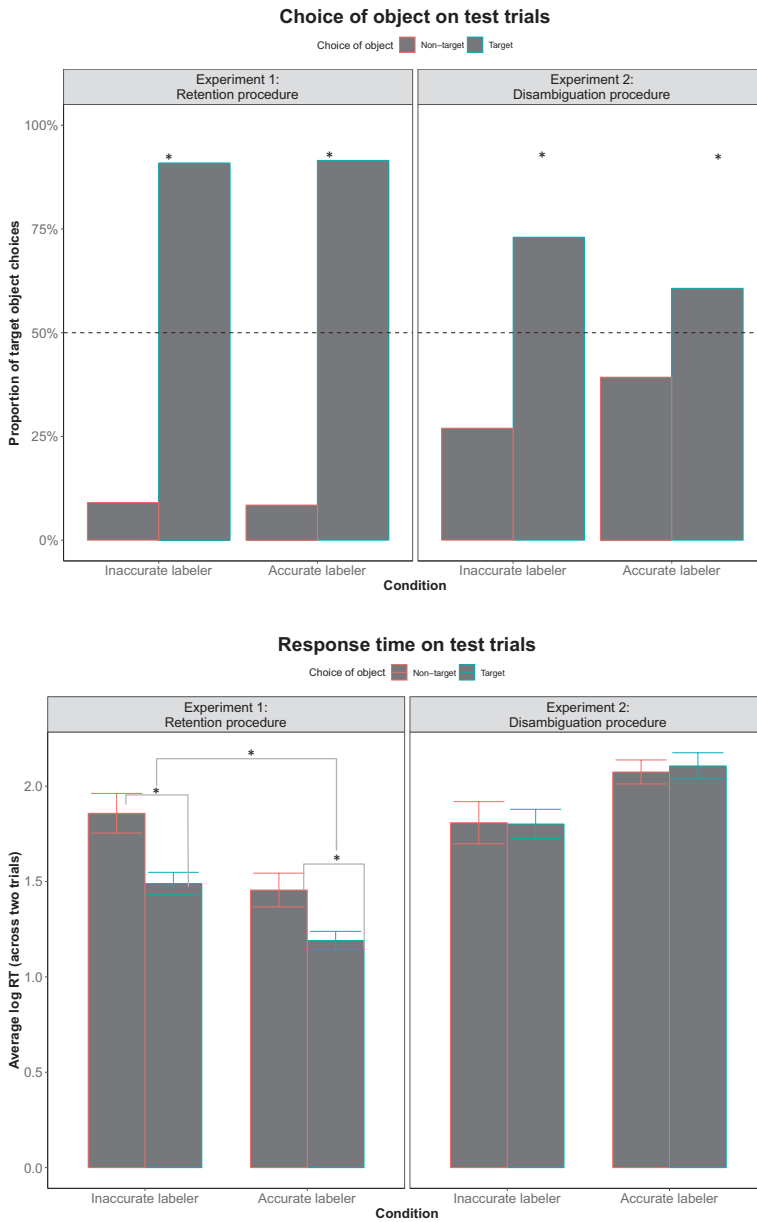 Choice of object on test trials
Choice of object Non−target Target
Experiment 1:
Retention procedure
Experiment 2:
Disambiguation procedure
100%
75%
50%
25%
0%
Proportion of target object choices
* * * *
Inaccurate labeler Accurate labeler Inaccurate labeler Accurate labeler
Condition
Response time on test trials
Choice of object Non−target Target
Experiment 1:
Retention procedure
Experiment 2:
Disambiguation procedure
2.0
1.5
1.0
0.5
0.0
Average log RT (across two trials)
*
*
*
Inaccurate labeler Accurate labeler Inaccurate labeler Accurate labeler
Condition